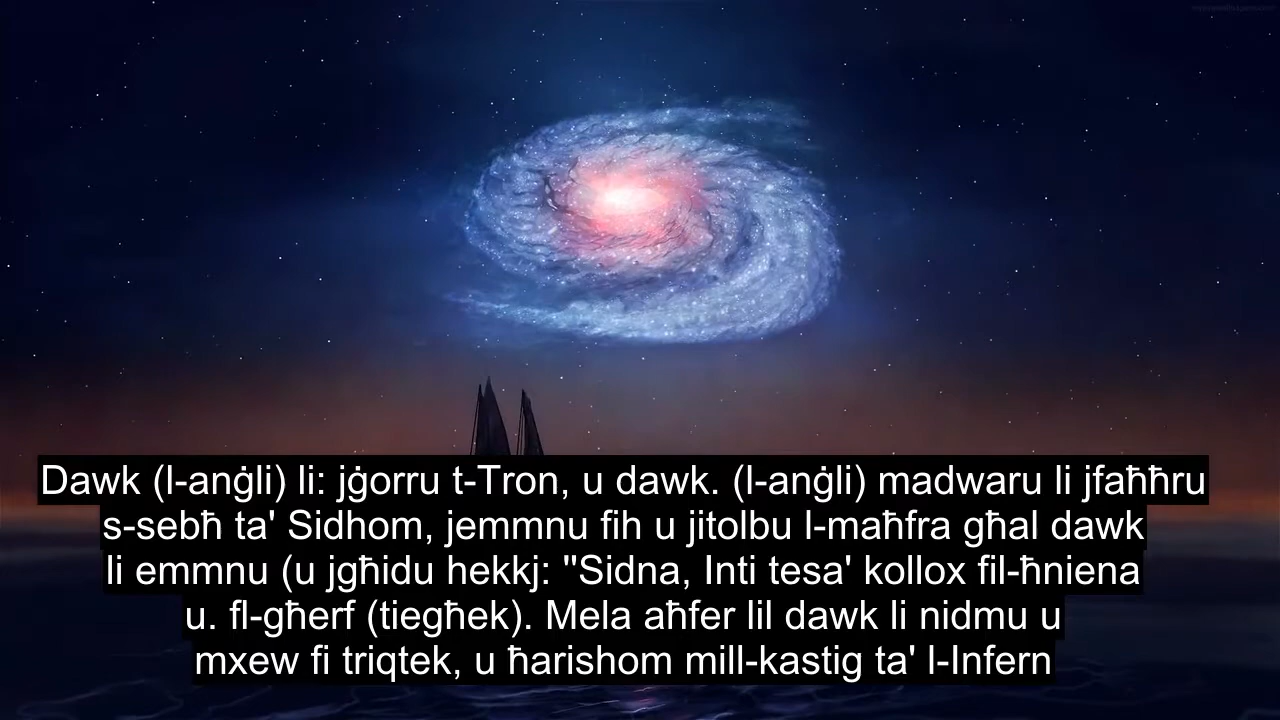 Dawk (l-anġli) li: jġorru t-Tron, u dawk. (l-anġli) madwaru li jfaħħru
s-sebħ ta' Sidhom, jemmnu fih u jitolbu l-maħfra għal dawk
li emmnu (u jgħidu hekkj: ''Sidna, Inti tesa' kollox fil-ħniena
u. fl-għerf (tiegħek). Mela aħfer lil dawk li nidmu u
mxew fi triqtek, u ħarishom mill-kastig ta' l-Infern